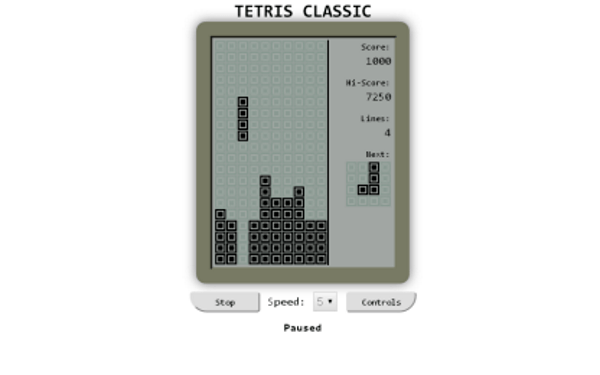 TETRIS CLASSIC
Score:
1000
Hi-Score:
7250
Lines:
4
Next:
Stop
Speed:
5
Controls
Paused